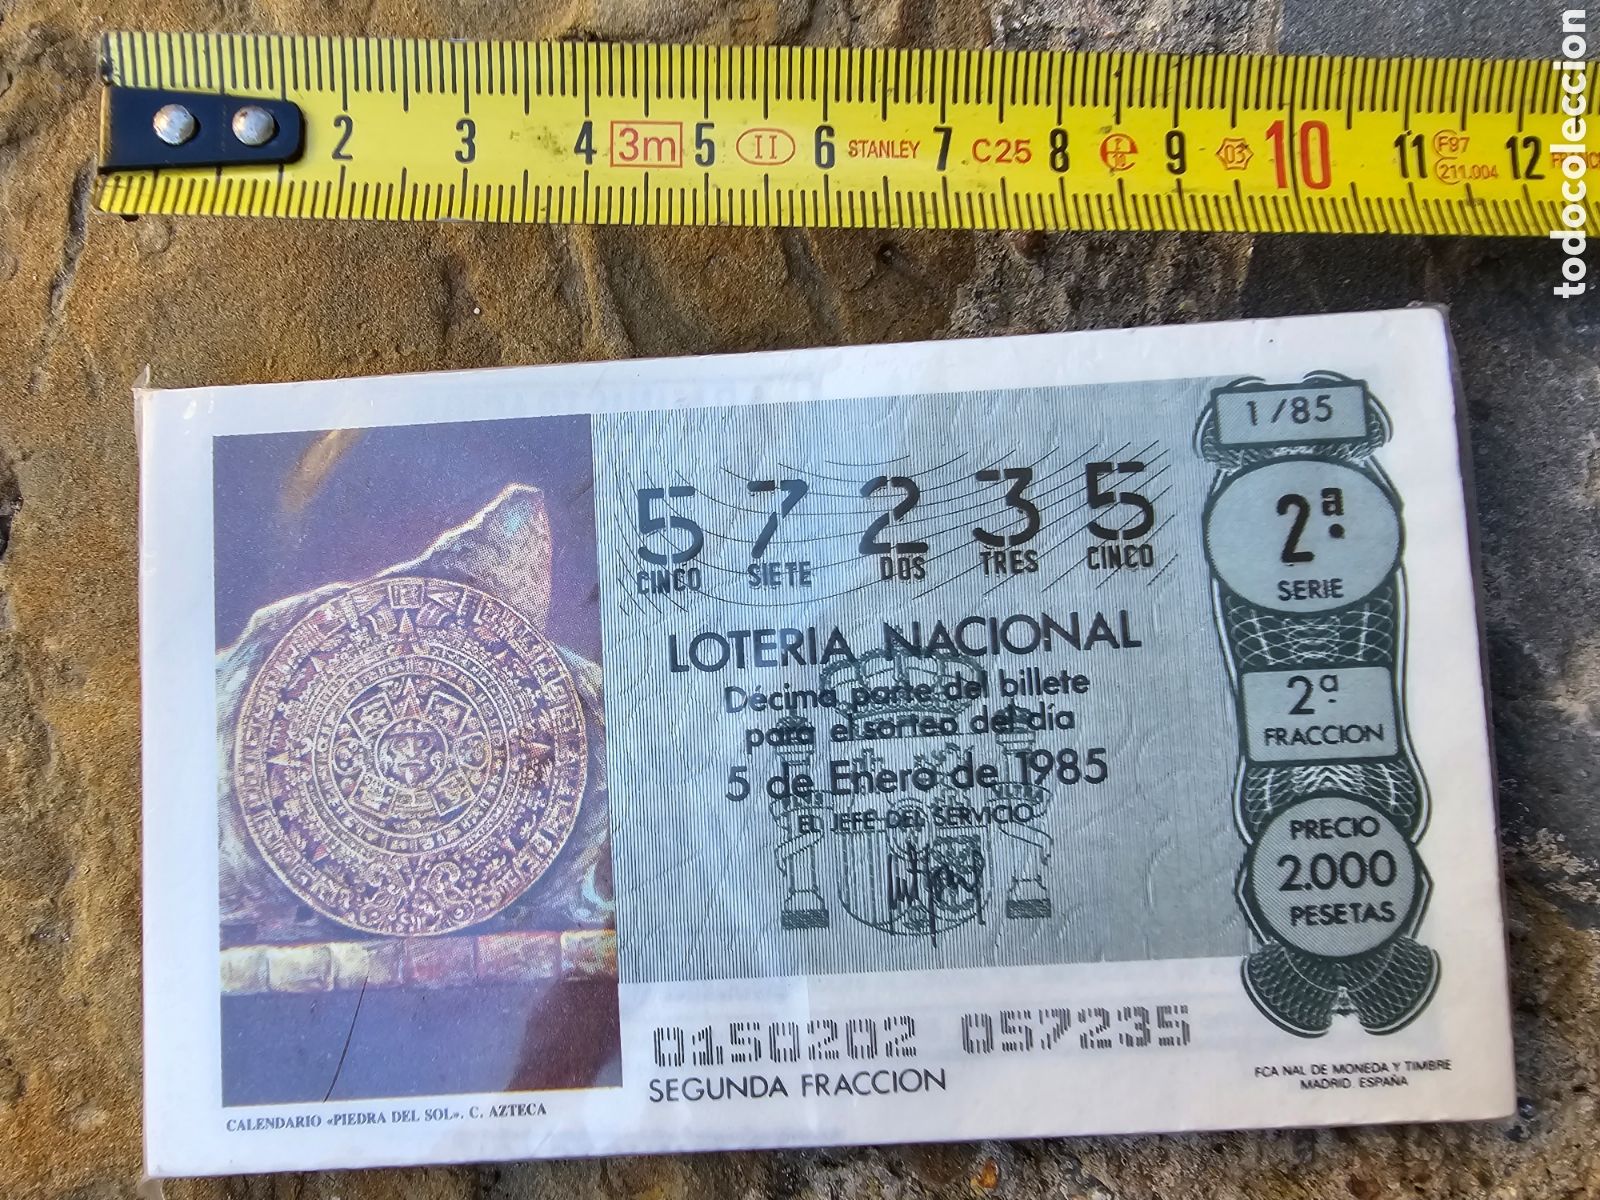 2 3 4 3m 5 II 6 STANLEY 7 C25 8 9 03 10 11 F97 211.004 12
todocoleccion
1/85
5 7 2 3 5
CINCO SIETE DOS TRES CINCO
2ª
SERIE
LOTERIA NACIONAL
Décima parte del billete
para el sorteo del día
5 de Enero de 1985
EL JEFE DEL SERVICIO
2ª
FRACCION
PRECIO
2.000
PESETAS
0150202 057235
SEGUNDA FRACCION
FCA NAL DE MONEDA Y TIMBRE
MADRID. ESPAÑA
CALENDARIO «PIEDRA DEL SOL». C. AZTECA